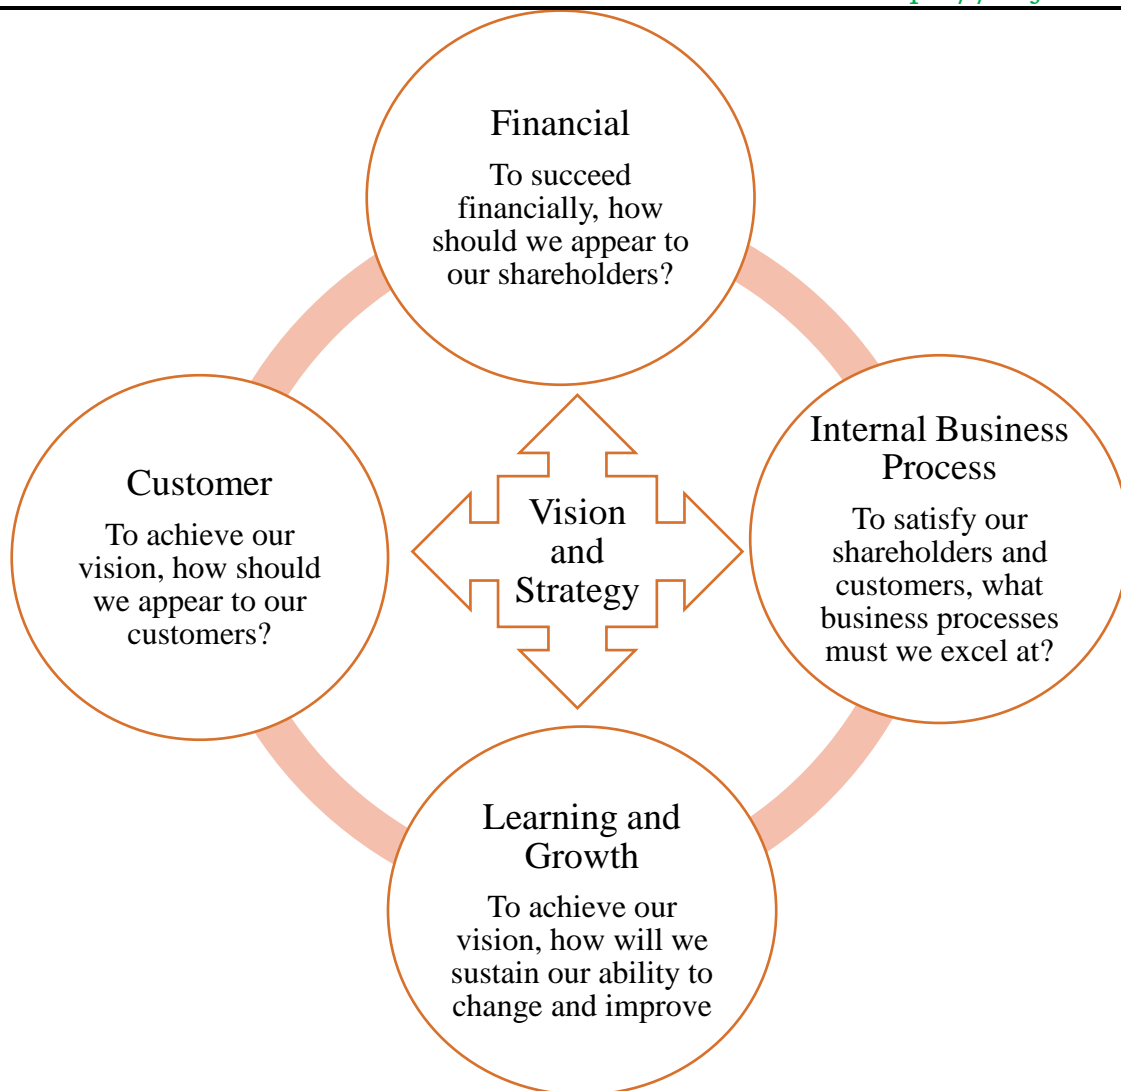 Financial
To succeed
financially, how
should we appear to
our shareholders?
Customer
To achieve our
vision, how should
we appear to our
customers?
Vision
and
Strategy
Internal Business
Process
To satisfy our
shareholders and
customers, what
business processes
must we excel at?
Learning and
Growth
To achieve our
vision, how will we
sustain our ability to
change and improve